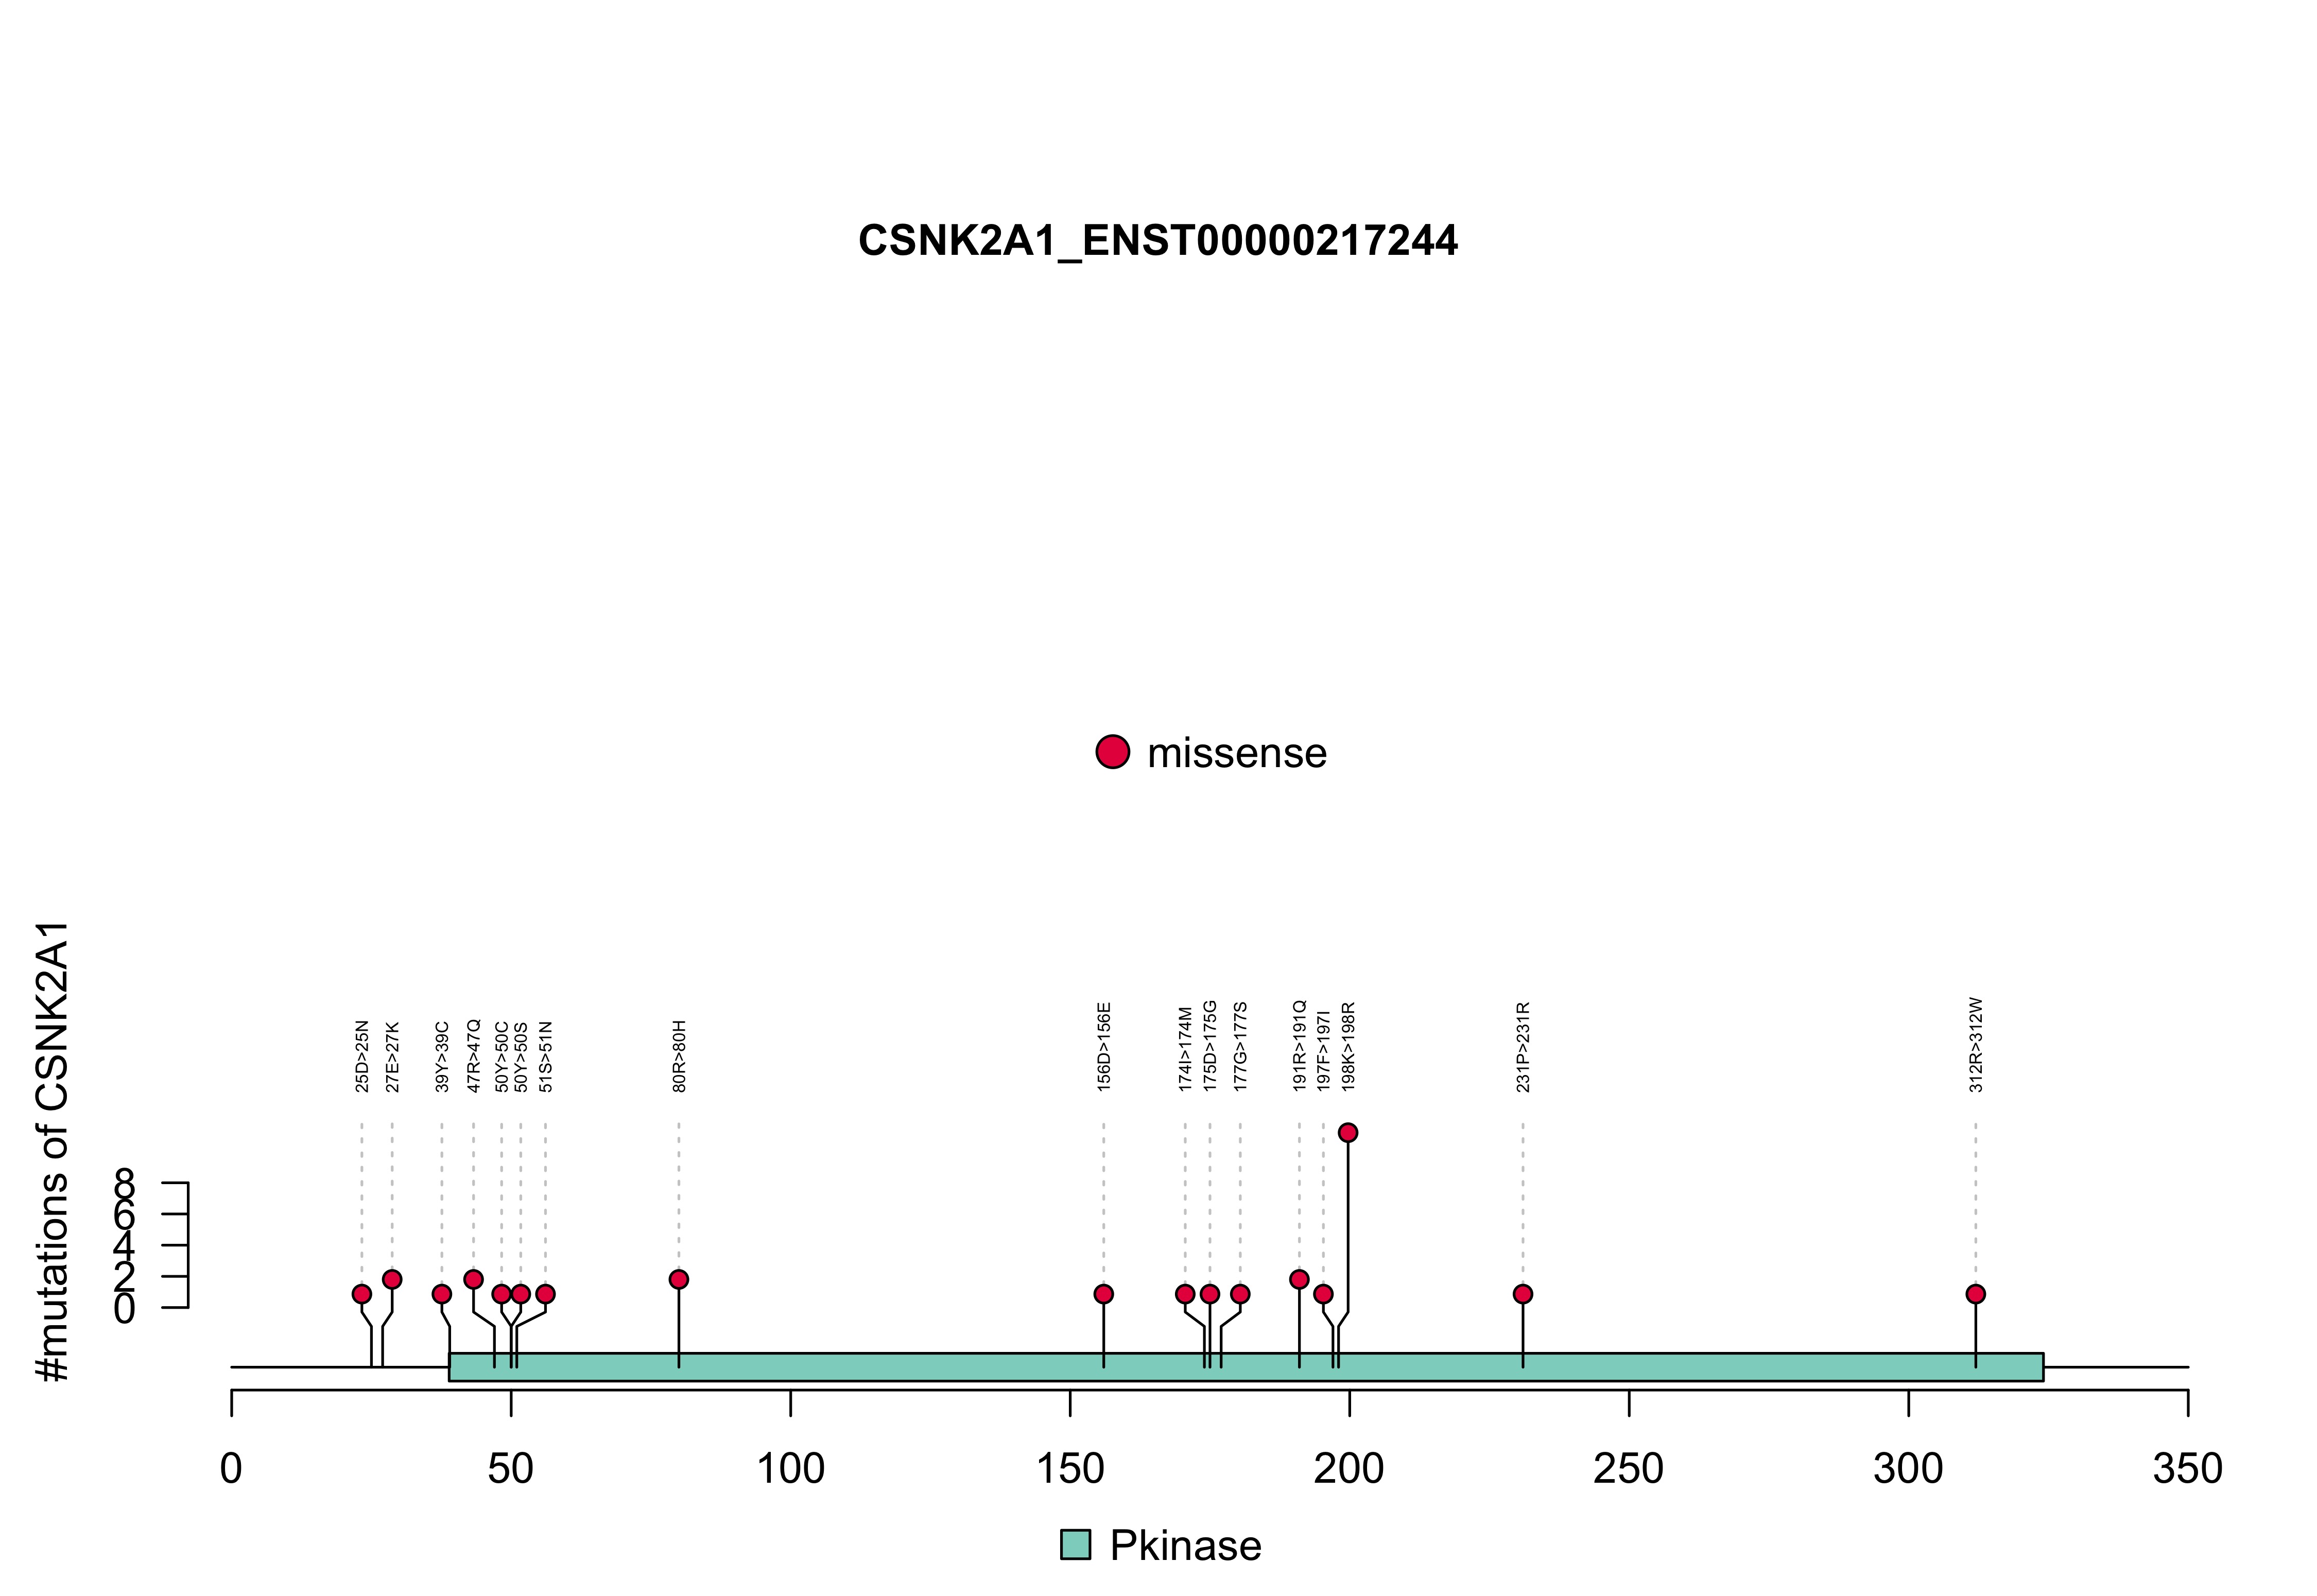 CSNK2A1_ENST00000217244
missense
#mutations of CSNK2A1
25D>25N
27E>27K
39Y>39C
47R>47Q
50Y>50C
50Y>50S
51S>51N
80R>80H
156D>156E
174I>174M
175D>175G
177G>177S
191R>191Q
197F>197I
198K>198R
231P>231R
312R>312W
8
6
4
2
0
0 50 100 150 200 250 300 350
Pkinase